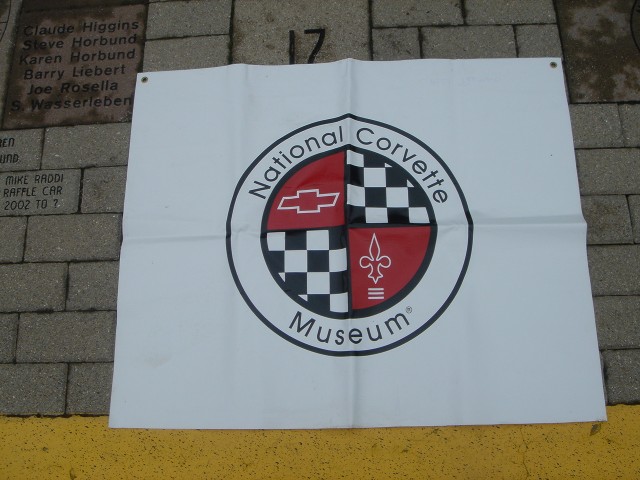 Claude Higgins
Steve Horbund
Karen Horbund
Barry Liebert
Joe Rosella
S. Wasserleben
17
MIKE RADDI
RAFFLE CAR
2002 TO ?
National Corvette
Museum®